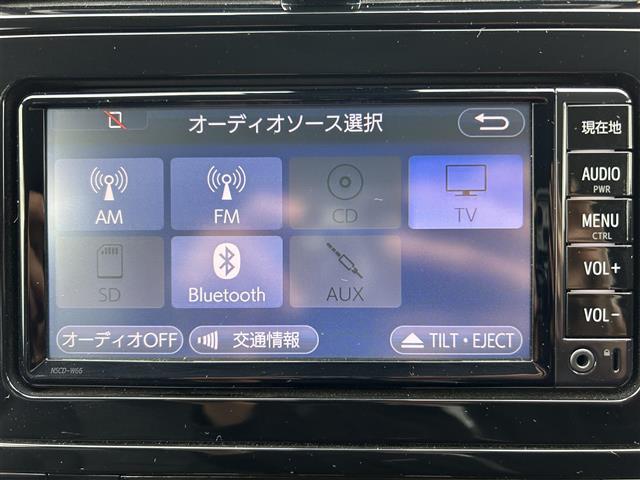 オーディオソース選択
AM
FM
CD
TV
SD
Bluetooth
AUX
オーディオOFF
交通情報
TILT・EJECT
NSCD-W66
現在地
AUDIO
PWR
MENU
CTRL
VOL+
VOL-